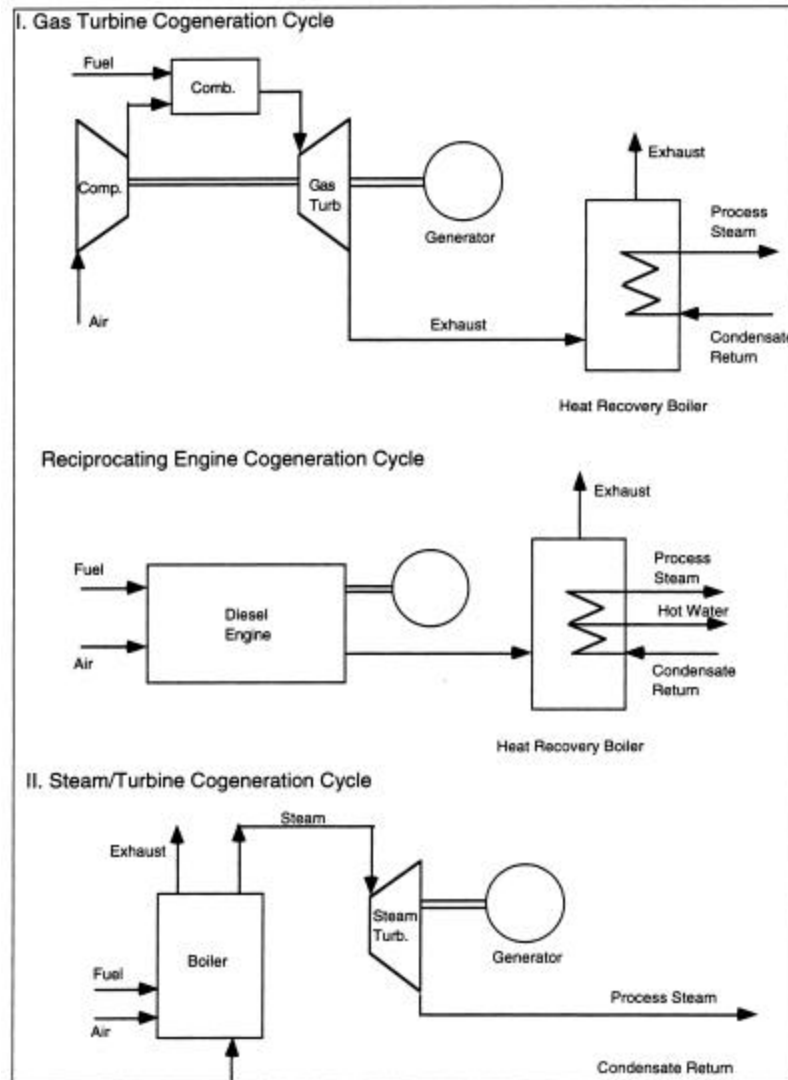 I. Gas Turbine Cogeneration Cycle
Fuel
Comb.
Exhaust
Comp.
Gas
Turb
Process
Steam
Generator
Air
Exhaust
Condensate
Return
Heat Recovery Boiler
Reciprocating Engine Cogeneration Cycle
Exhaust
Fuel
Process
Steam
Diesel
Engine
Hot Water
Air
Condensate
Return
Heat Recovery Boiler
II. Steam/Turbine Cogeneration Cycle
Steam
Exhaust
Steam
Turb.
Boiler
Generator
Fuel
Process Steam
Air
Condensate Return